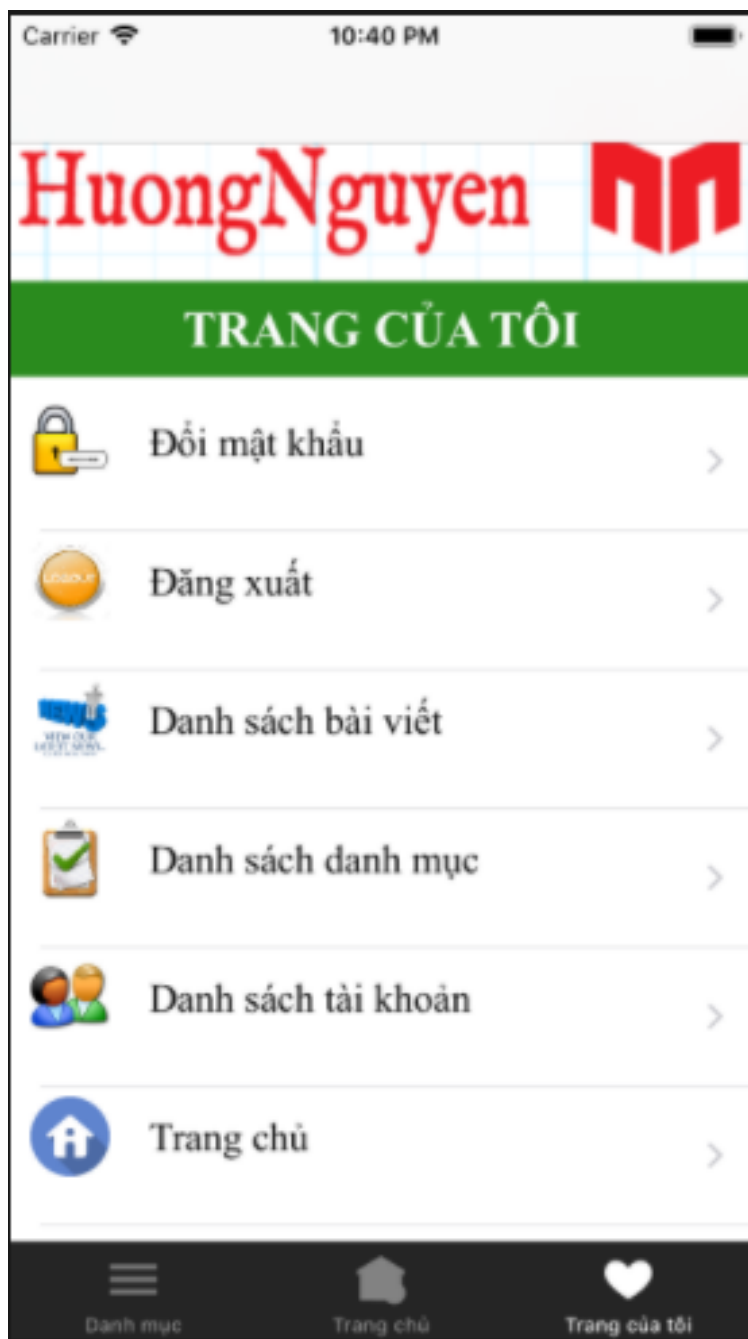 Carrier 10:40 PM
HuongNguyen
TRANG CỦA TÔI
Đổi mật khẩu
Đăng xuất
Danh sách bài viết
Danh sách danh mục
Danh sách tài khoản
Trang chủ
Danh mục Trang chủ Trang của tôi